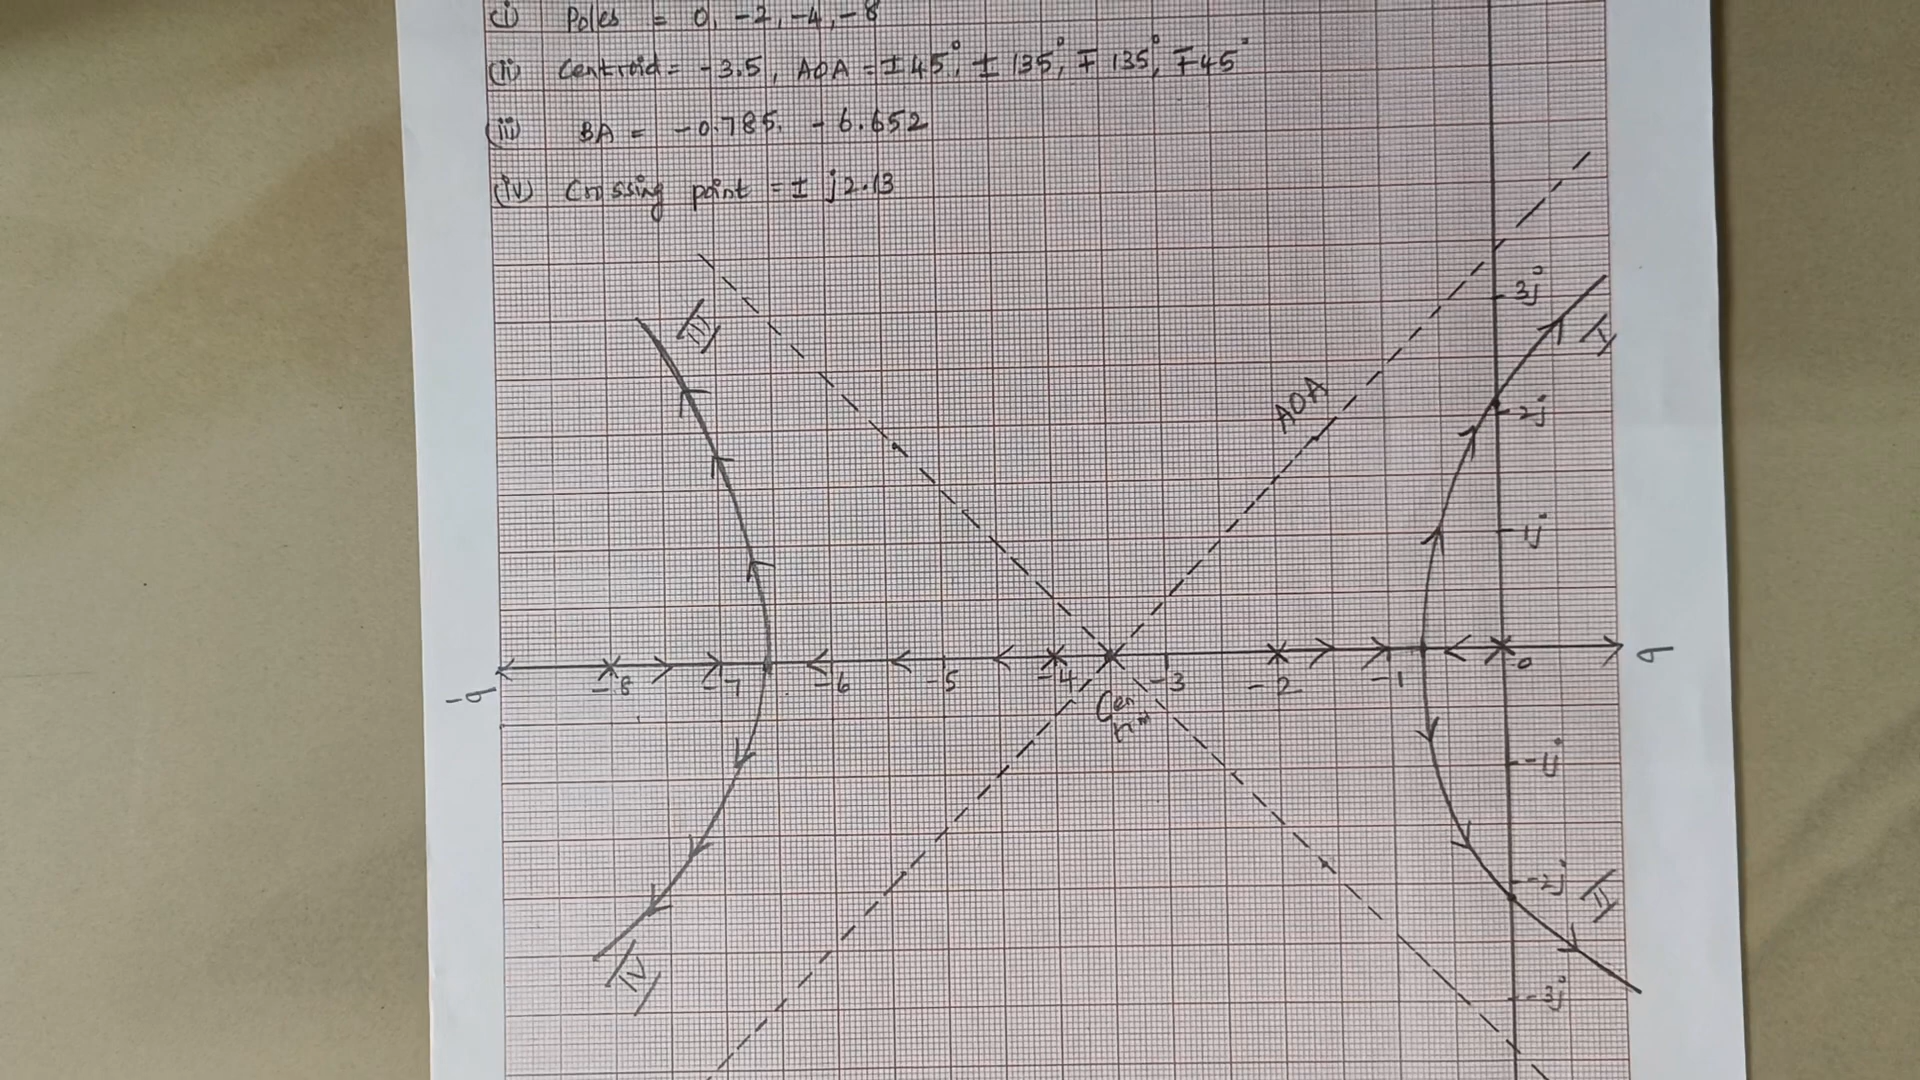 (i) Poles = 0, -2, -4, -8
(ii) Centroid = -3.5, AOA = ±45°, ±135°, ∓135°, ∓45°
(iii) BA = -0.785, -6.652
(iv) Crossing point = ± j2.13
III
3j
I
AOA
2j
1j
-σ -8 -7 -6 -5 -4 -3 -2 -1 0 σ
Cen
-1j
-2j
II
IV
-3j